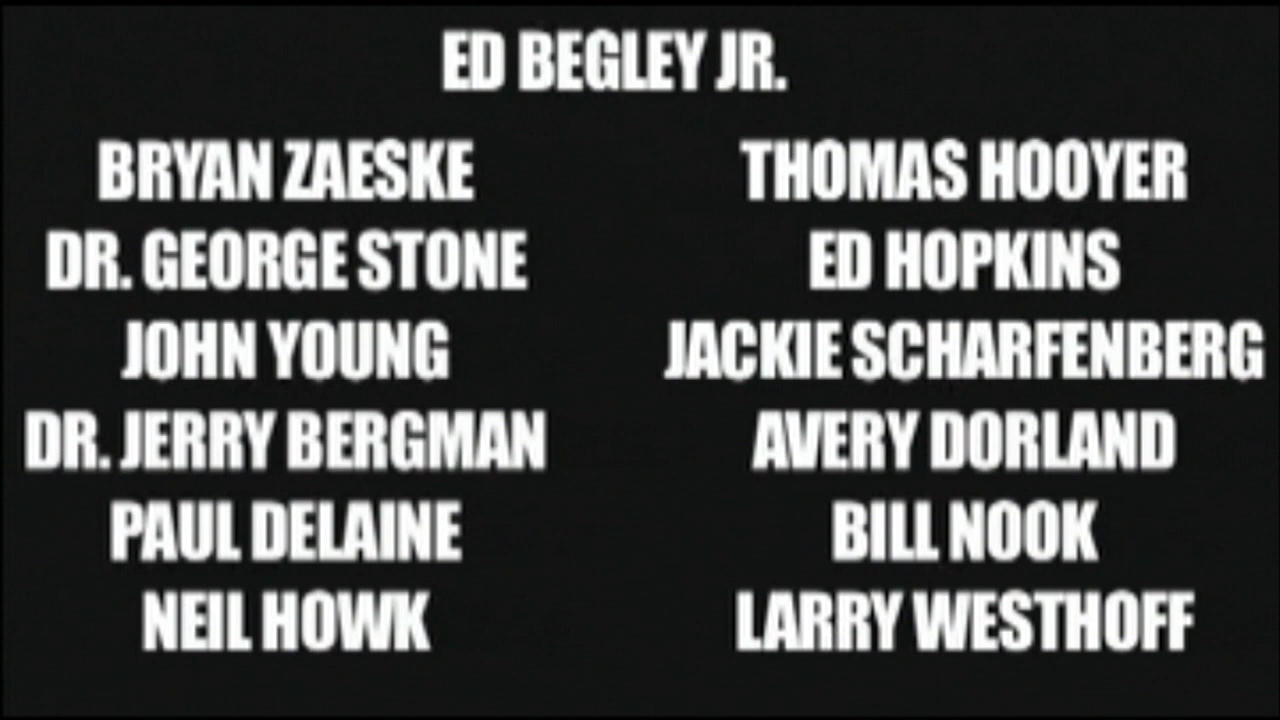 ED BEGLEY JR.
BRYAN ZAESKE
THOMAS HOOYER
DR. GEORGE STONE
ED HOPKINS
JOHN YOUNG
JACKIE SCHARFENBERG
DR. JERRY BERGMAN
AVERY DORLAND
PAUL DELAINE
BILL NOOK
NEIL HOWK
LARRY WESTHOFF